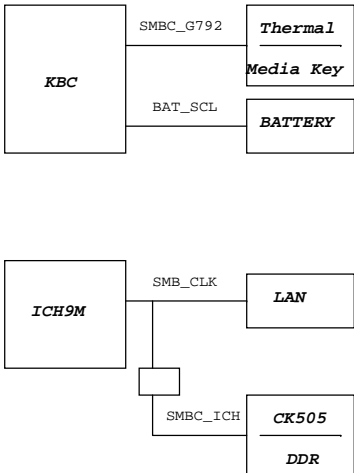 SMBC_G792
Thermal
Media Key
KBC
BAT_SCL
BATTERY
SMB_CLK
LAN
ICH9M
SMBC_ICH
CK505
DDR